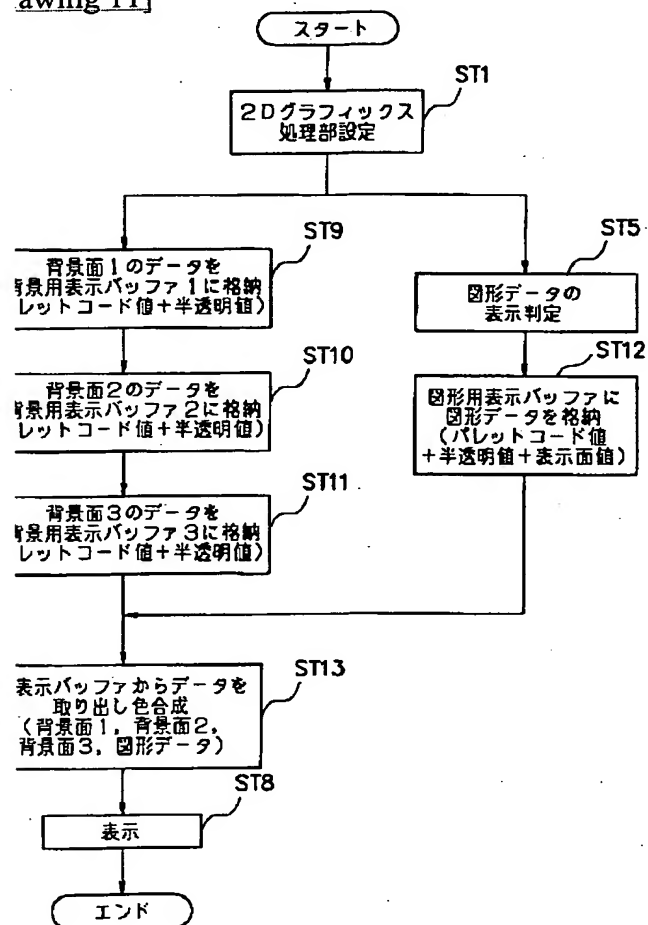 awing 11]
スタート
ST1
2Dグラフィックス
処理部設定
ST9
背景面1のデータを
背景用表示バッファ1に格納
レットコード値+半透明値)
ST5
図形データの
表示判定
ST10
背景面2のデータを
背景用表示バッファ2に格納
レットコード値+半透明値)
ST12
図形用表示バッファに
図形データを格納
(パレットコード値
+半透明値+表示面値)
ST11
背景面3のデータを
背景用表示バッファ3に格納
レットコード値+半透明値)
ST13
表示バッファからデータを
取り出し色合成
(背景面1,背景面2,
背景面3,図形データ)
ST8
表示
エンド